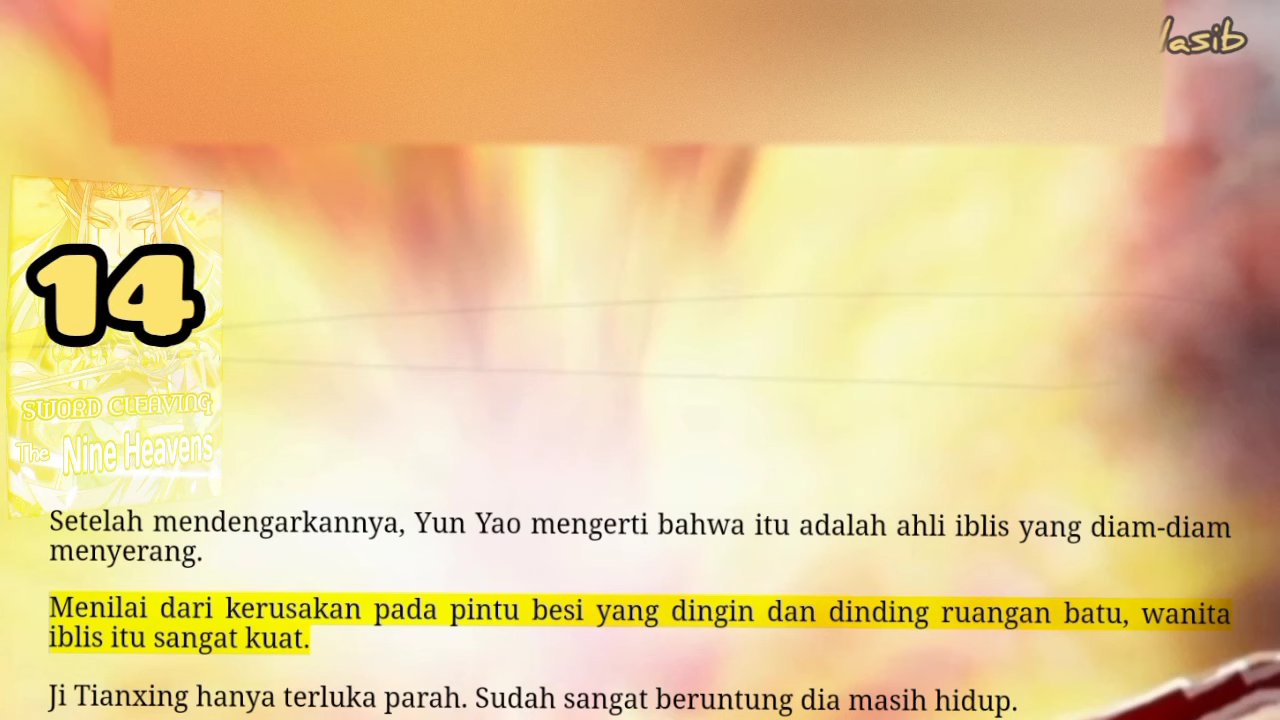 lasib
14
SWORD CLEAVING
The Nine Heavens
Setelah mendengarkannya, Yun Yao mengerti bahwa itu adalah ahli iblis yang diam-diam
menyerang.
Menilai dari kerusakan pada pintu besi yang dingin dan dinding ruangan batu, wanita
iblis itu sangat kuat.
Ji Tianxing hanya terluka parah. Sudah sangat beruntung dia masih hidup.